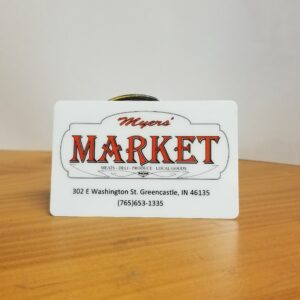 Myers'
MARKET
MEATS • DELI • PRODUCE • LOCAL GOODS
302 E Washington St. Greencastle, IN 46135
(765)653-1335